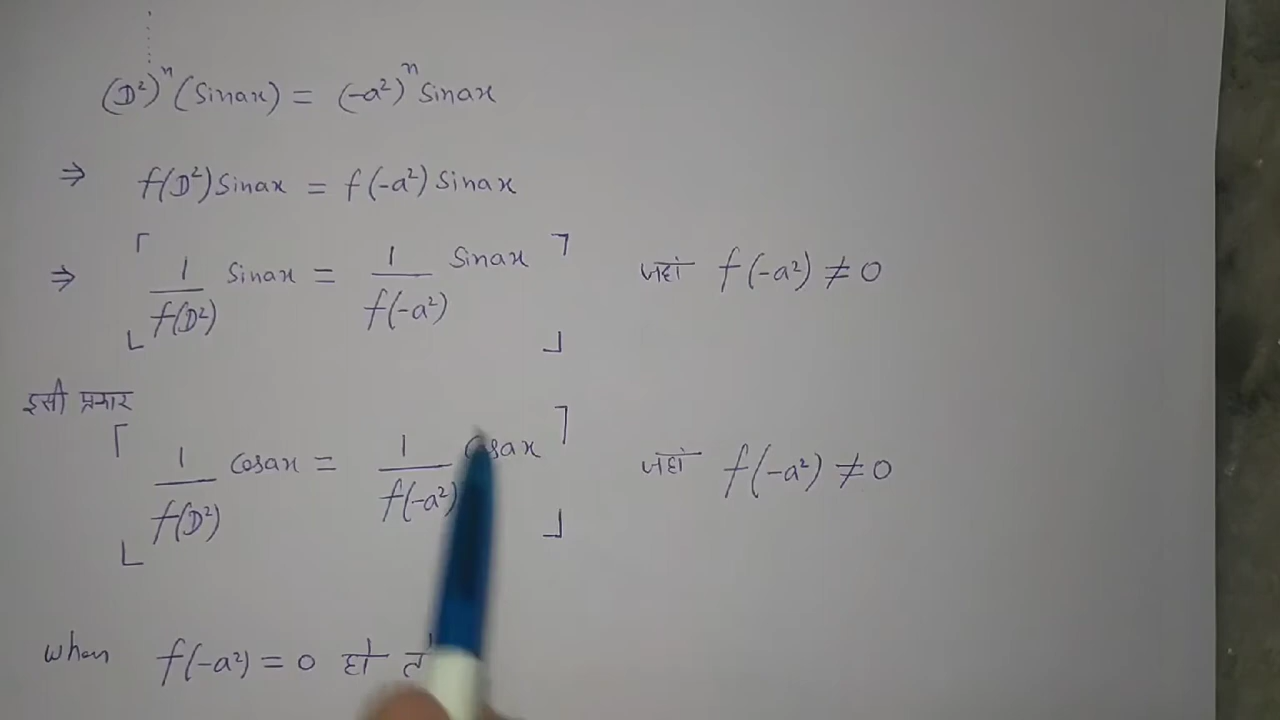 (D²)ⁿ (Sinax) = (-a²)ⁿ Sinax
⇒ f(D²) Sinax = f(-a²) Sinax
⇒ [ 1/f(D²) Sinax = 1/f(-a²) Sinax ] जहां f(-a²) ≠ 0
इसी प्रकार
[ 1/f(D²) Cosax = 1/f(-a²) Cosax ] जहां f(-a²) ≠ 0
when f(-a²) = 0 हो